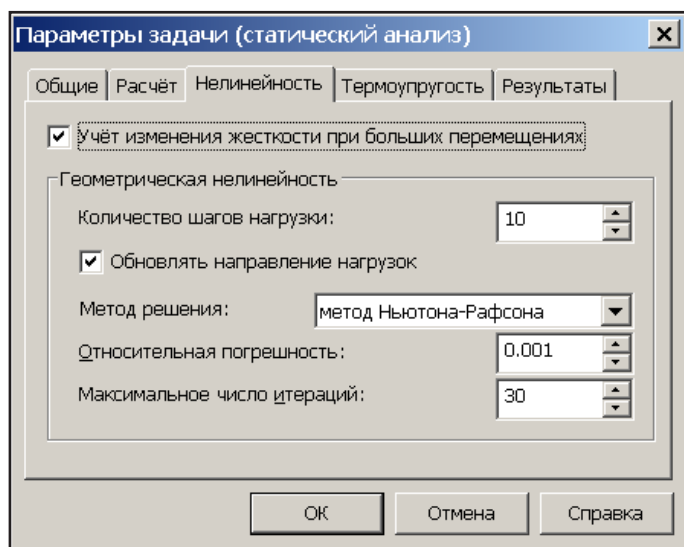 Параметры задачи (статический анализ)
Общие Расчёт Нелинейность Термоупругость Результаты
Учёт изменения жесткости при больших перемещениях
Геометрическая нелинейность
Количество шагов нагрузки: 10
Обновлять направление нагрузок
Метод решения: метод Ньютона-Рафсона
Относительная погрешность: 0.001
Максимальное число итераций: 30
ОК Отмена Справка